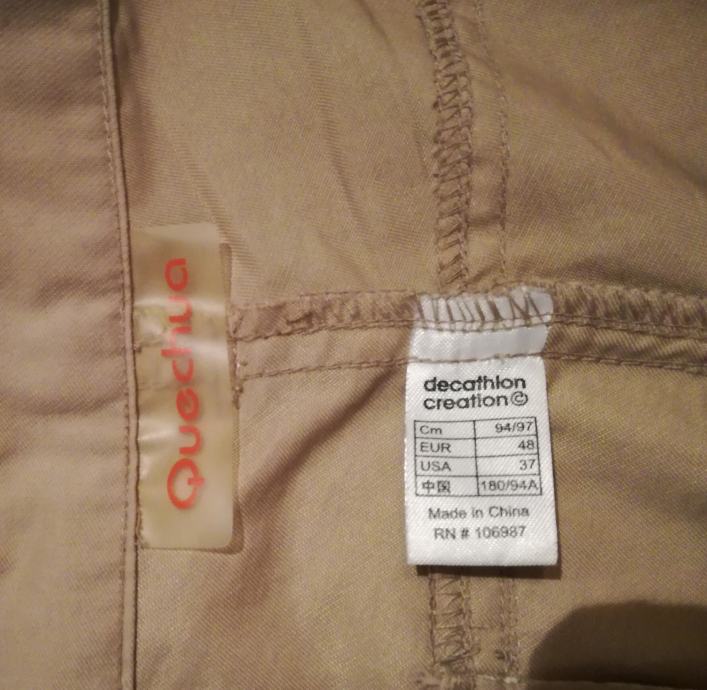 Quechua
decathlon
creation©
Cm 94/97
EUR 48
USA 37
中国 180/94A
Made in China
RN # 106987